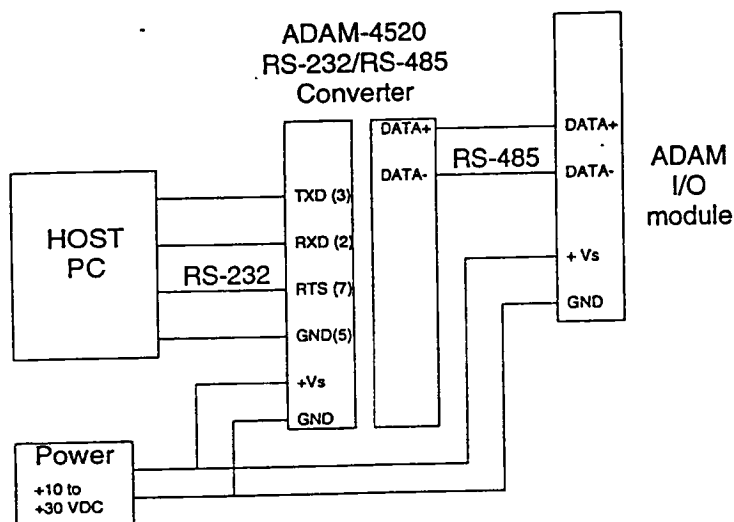 ADAM-4520
RS-232/RS-485
Converter
HOST
PC
RS-232
TXD (3)
RXD (2)
RTS (7)
GND(5)
+Vs
GND
DATA+
DATA-
RS-485
DATA+
DATA-
+ Vs
GND
ADAM
I/O
module
Power
+10 to
+30 VDC